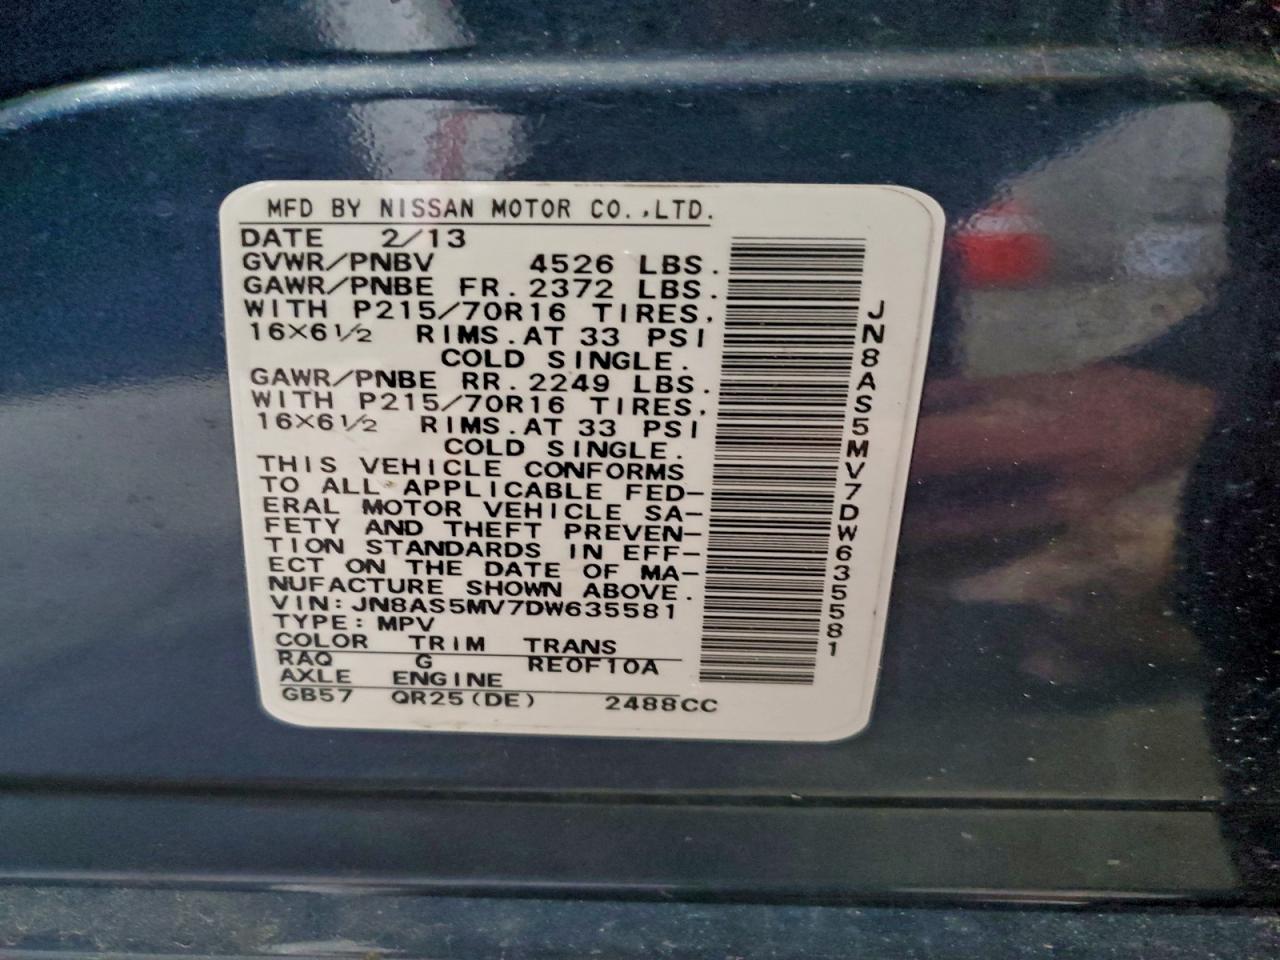 MFD BY NISSAN MOTOR CO.,LTD.
DATE 2/13
GVWR/PNBV 4526 LBS.
GAWR/PNBE FR.2372 LBS.
WITH P215/70R16 TIRES.
16×6½ RIMS.AT 33 PSI
COLD SINGLE.
GAWR/PNBE RR.2249 LBS.
WITH P215/70R16 TIRES.
16×6½ RIMS.AT 33 PSI
COLD SINGLE.
THIS VEHICLE CONFORMS
TO ALL APPLICABLE FED-
ERAL MOTOR VEHICLE SA-
FETY AND THEFT PREVEN-
TION STANDARDS IN EFF-
ECT ON THE DATE OF MA-
NUFACTURE SHOWN ABOVE.
VIN:JN8AS5MV7DW635581
TYPE:MPV
COLOR TRIM TRANS
RAQ G RE0F10A
AXLE ENGINE
GB57 QR25(DE) 2488CC
JN8AS5MV7DW635581